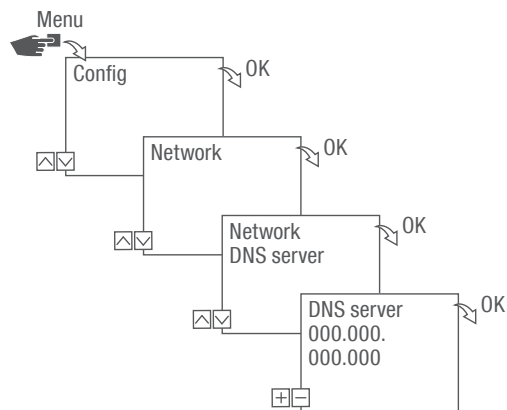 Menu
Config
OK
Network
OK
Network
DNS server
OK
DNS server
000.000.
000.000
OK
+ −